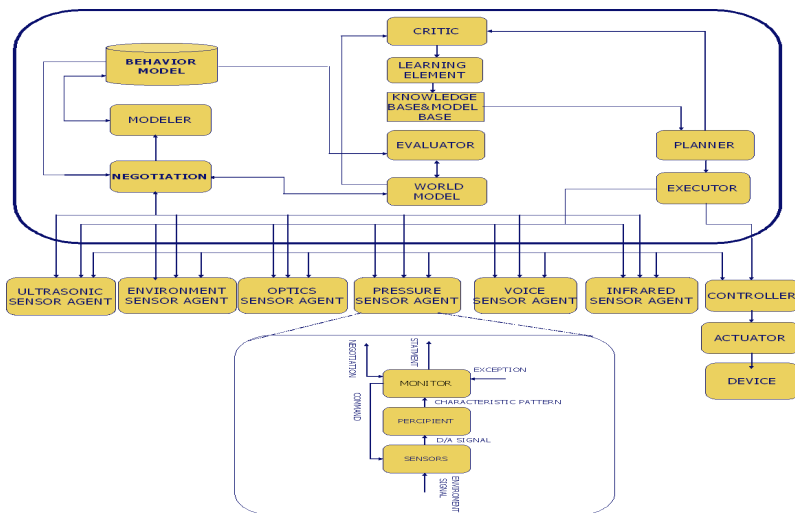 CRITIC
BEHAVIOR
MODEL
LEARNING
ELEMENT
KNOWLEDGE
BASE&MODEL
BASE
MODELER
EVALUATOR
PLANNER
NEGOTIATION
WORLD
MODEL
EXECUTOR
ULTRASONIC
SENSOR AGENT
ENVIRONMENT
SENSOR AGENT
OPTICS
SENSOR AGENT
PRESSURE
SENSOR AGENT
VOICE
SENSOR AGENT
INFRARED
SENSOR AGENT
CONTROLLER
ACTUATOR
DEVICE
NEGOTIATION
STATMENT
EXCEPTION
MONITOR
COMMAND
CHARACTERISTIC PATTERN
PERCIPIENT
D/A SIGNAL
SENSORS
ENVIROMENT
SIGNAL